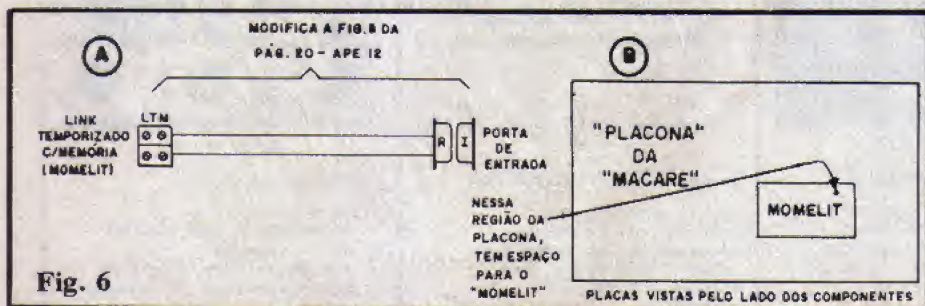 MODIFICA A FIG. 5 DA
PÁG. 20 - APE 12
A
LINK
TEMPORIZADO
C/MEMÓRIA
(MOMELIT)
LTM
R
I
PORTA
DE
ENTRADA
Fig. 6
B
"PLACONA"
DA
"MACARE"
MOMELIT
NESSA
REGIÃO DA
PLACONA,
TEM ESPAÇO
PARA O
"MOMELIT"
PLACAS VISTAS PELO LADO DOS COMPONENTES